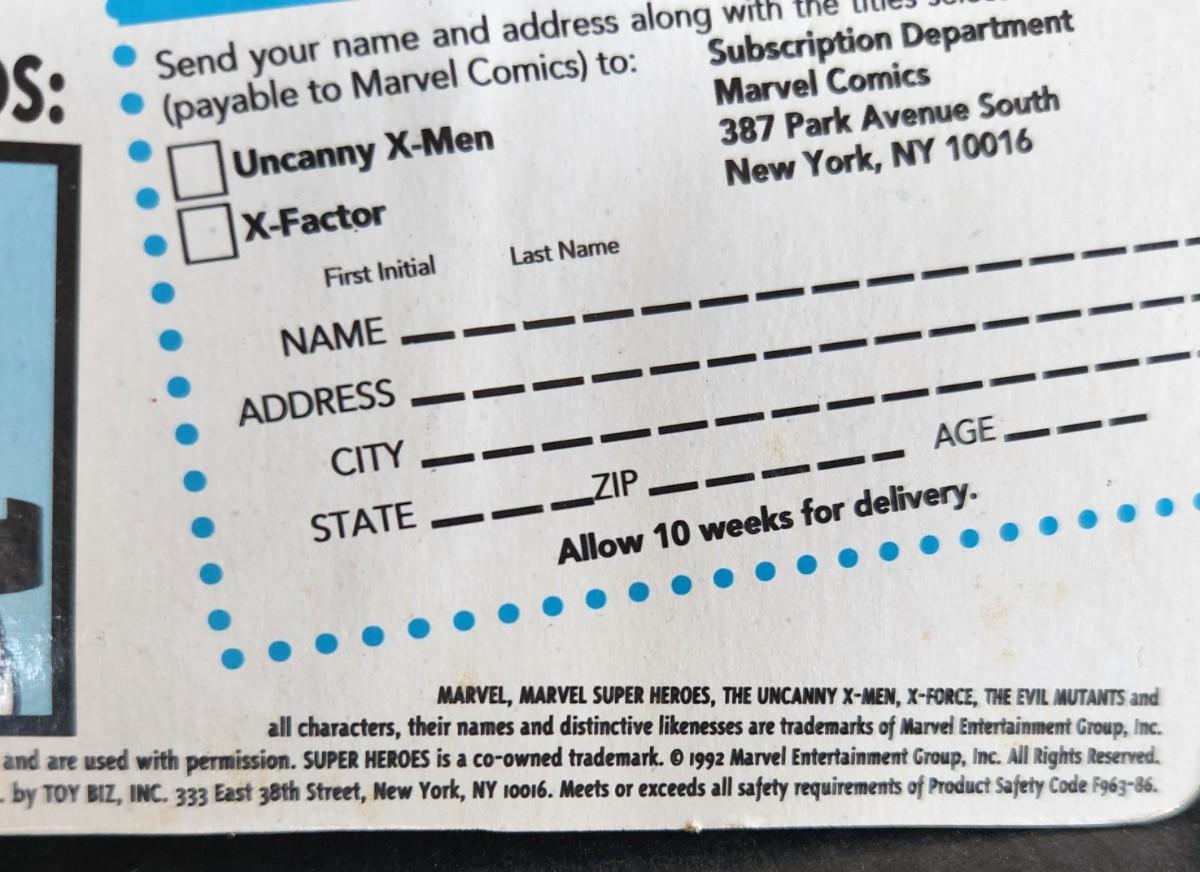 S:
Send your name and address along with the titles
(payable to Marvel Comics) to:
Subscription Department
Marvel Comics
387 Park Avenue South
New York, NY 10016
Uncanny X-Men
X-Factor
First Initial Last Name
NAME
ADDRESS
CITY
STATE ZIP AGE
Allow 10 weeks for delivery.
MARVEL, MARVEL SUPER HEROES, THE UNCANNY X-MEN, X-FORCE, THE EVIL MUTANTS and
all characters, their names and distinctive likenesses are trademarks of Marvel Entertainment Group, Inc.
and are used with permission. SUPER HEROES is a co-owned trademark. © 1992 Marvel Entertainment Group, Inc. All Rights Reserved.
. by TOY BIZ, INC. 333 East 38th Street, New York, NY 10016. Meets or exceeds all safety requirements of Product Safety Code F963-86.